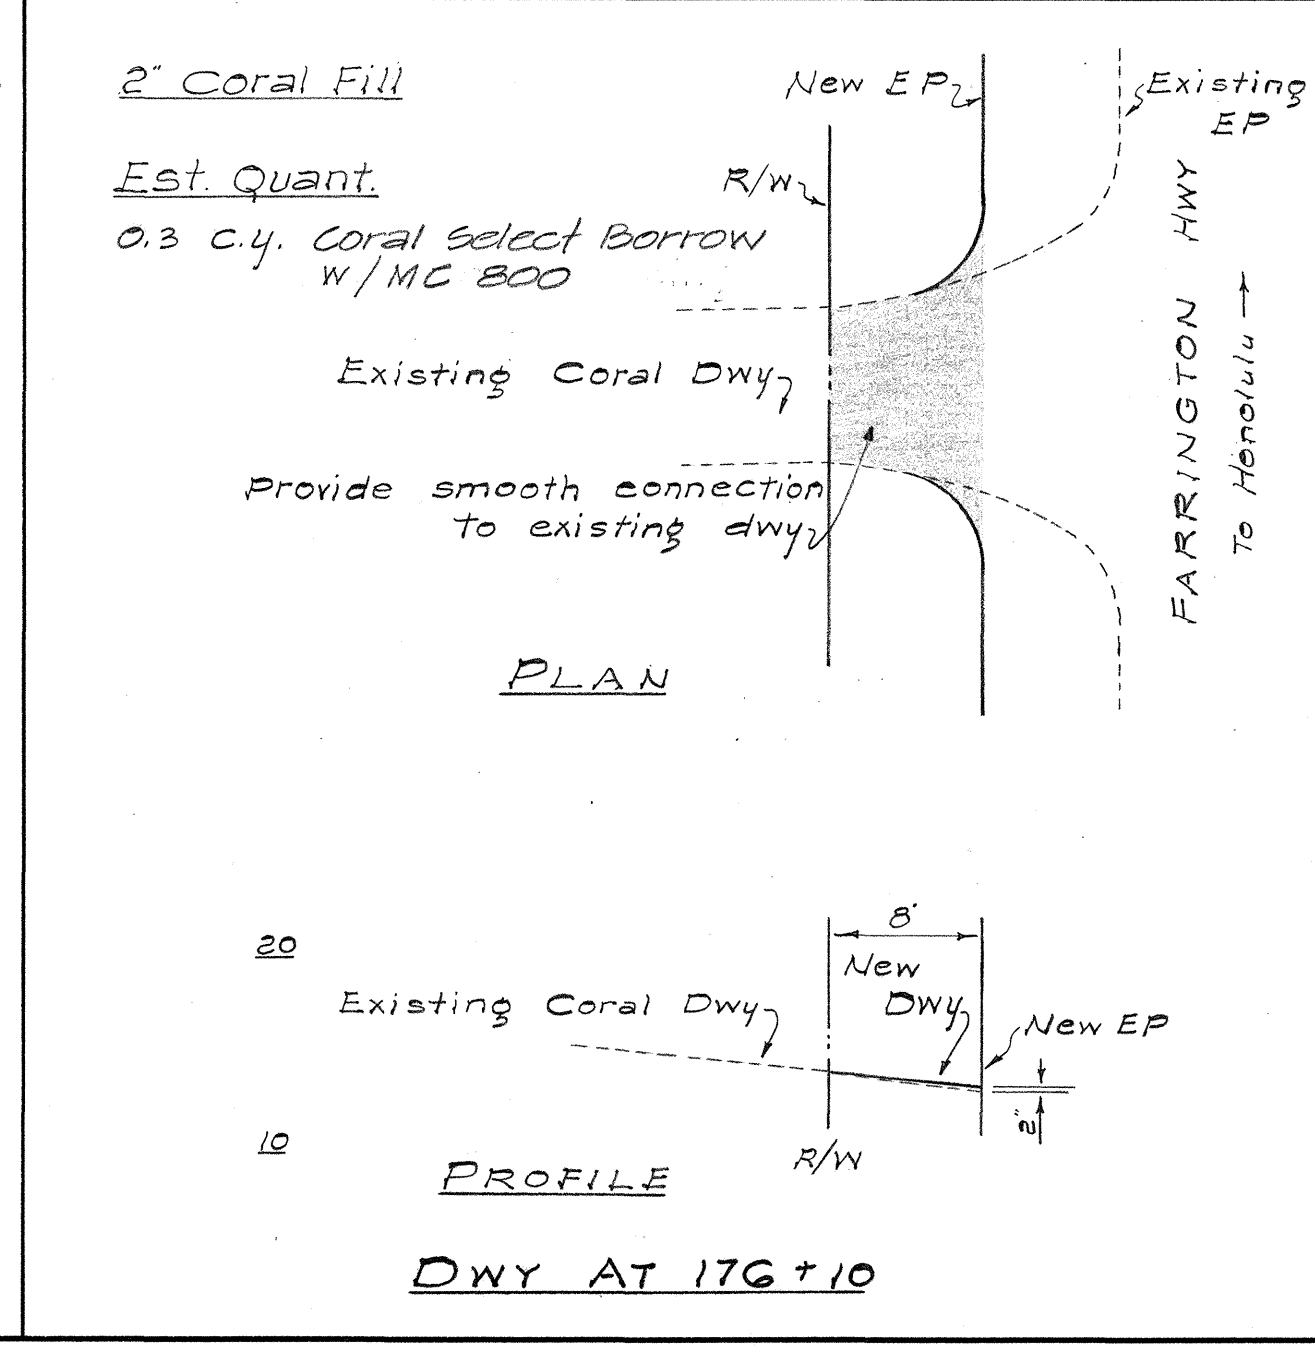 2" Coral Fill
Est. Quant.
0.3 c.y. Coral Select Borrow
w/MC 800
New EP
Existing
EP
R/W
FARRINGTON HWY
To Honolulu
Existing Coral Dwy
Provide smooth connection
to existing dwy
PLAN
20
8'
New
Dwy
Existing Coral Dwy
New EP
2"
10
R/W
PROFILE
DWY AT 176+10